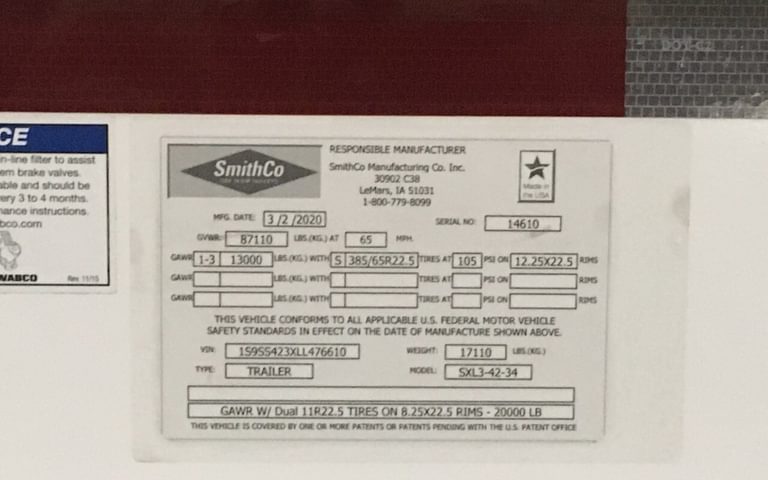 DOT-C2
CE
n-line filter to assist
em brake valves.
able and should be
ery 3 to 4 months.
nance instructions.
bco.com
WABCO
Rev. 11/15
SmithCo
RESPONSIBLE MANUFACTURER
SmithCo Manufacturing Co. Inc.
30902 C38
LeMars, IA 51031
1-800-779-8099
Made in
the USA
MFG. DATE: 3 /2 /2020
SERIAL NO: 14610
GVWR: 87110 LBS.(KG.) AT 65 MPH.
GAWR 1-3 13000 LBS.(KG.) WITH S 385/65R22.5 TIRES AT 105 PSI ON 12.25X22.5 RIMS
GAWR LBS.(KG.) WITH TIRES AT PSI ON RIMS
GAWR LBS.(KG.) WITH TIRES AT PSI ON RIMS
THIS VEHICLE CONFORMS TO ALL APPLICABLE U.S. FEDERAL MOTOR VEHICLE
SAFETY STANDARDS IN EFFECT ON THE DATE OF MANUFACTURE SHOWN ABOVE.
VIN: 1S9SS423XLL476610 WEIGHT: 17110 LBS.(KG.)
TYPE: TRAILER MODEL: SXL3-42-34
GAWR W/ Dual 11R22.5 TIRES ON 8.25X22.5 RIMS - 20000 LB
THIS VEHICLE IS COVERED BY ONE OR MORE PATENTS OR PATENTS PENDING WITH THE U.S. PATENT OFFICE